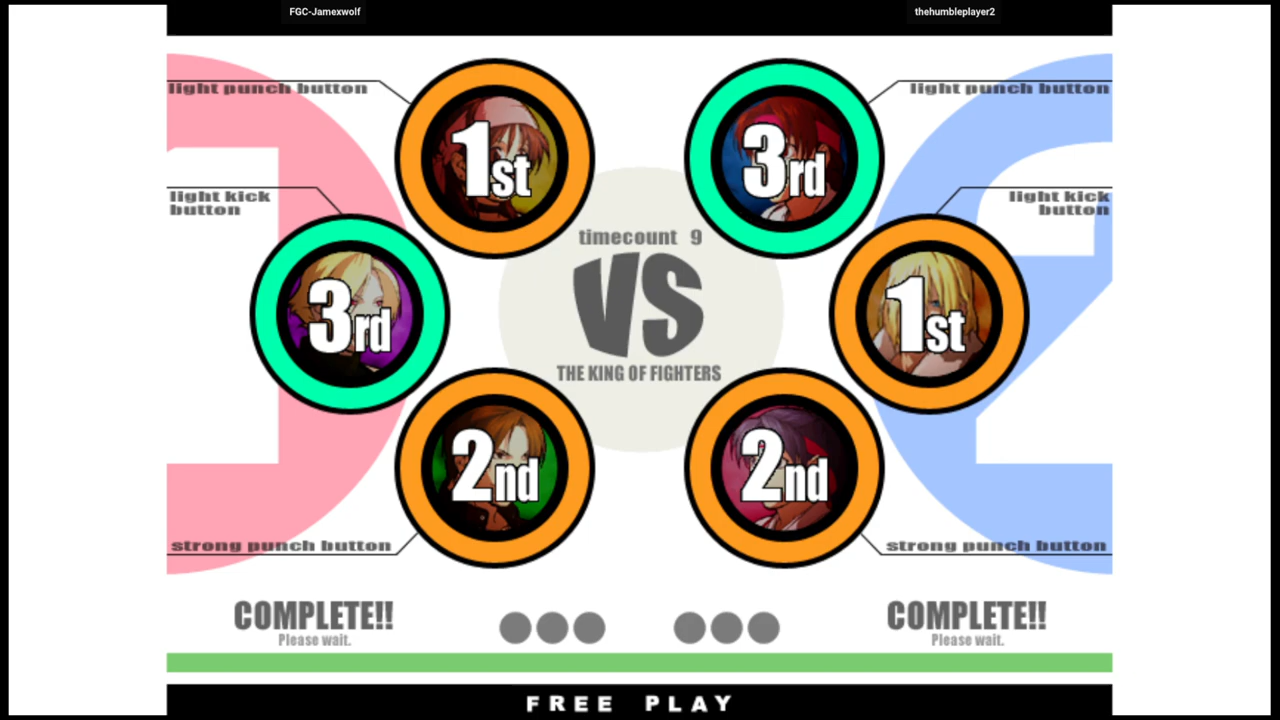 FGC-Jamexwolf
thehumbleplayer2
light punch button
light punch button
1st
3rd
light kick
button
light kick
button
timecount 9
VS
THE KING OF FIGHTERS
3rd
1st
2nd
2nd
strong punch button
strong punch button
COMPLETE!!
Please wait.
COMPLETE!!
Please wait.
FREE PLAY